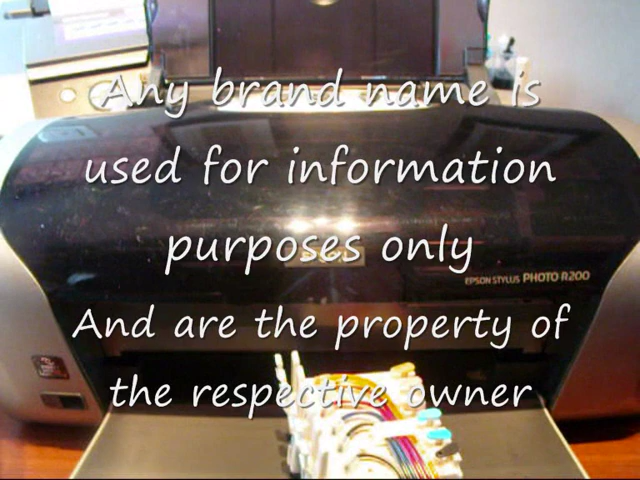 Any brand name is
used for information
purposes only
EPSON STYLUS PHOTO R200
And are the property of
the respective owner